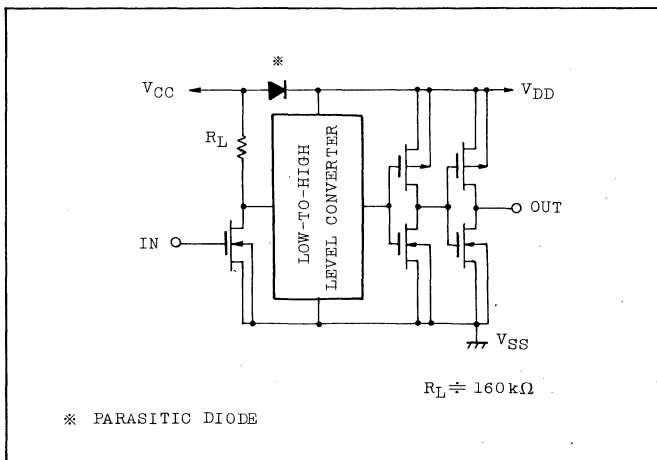 ※
VCC
VDD
RL
LOW-TO-HIGH
LEVEL CONVERTER
IN
OUT
VSS
RL≒160kΩ
※ PARASITIC DIODE